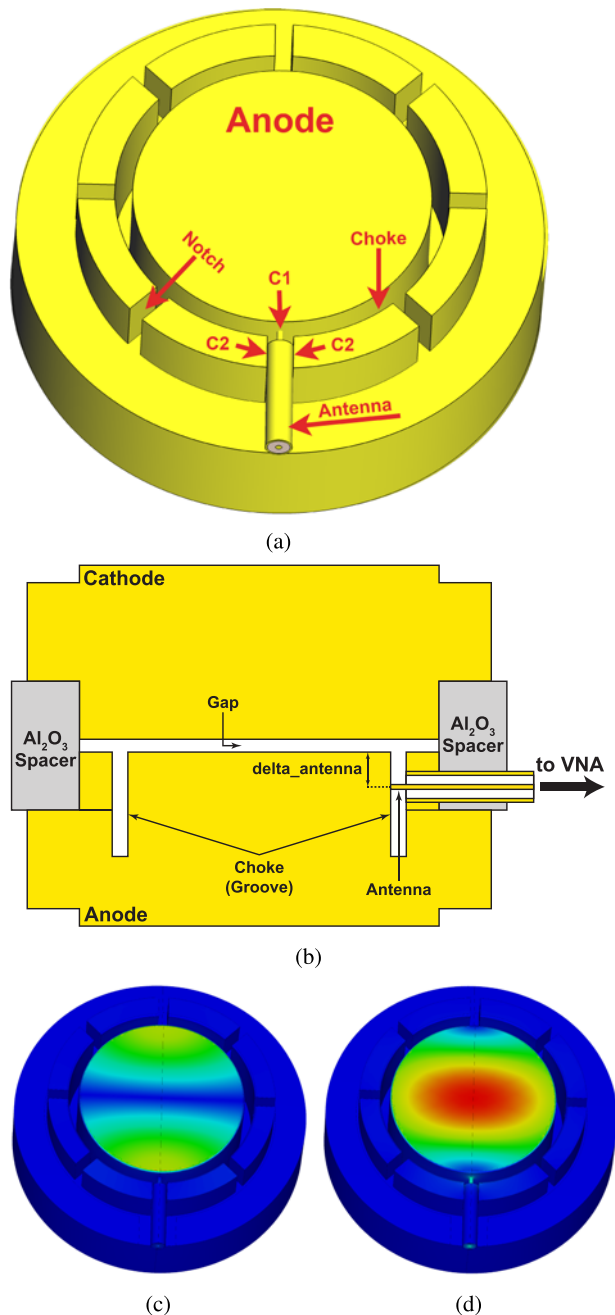 Anode
Notch
Choke
C1
C2
C2
Antenna
(a)
Cathode
Gap
Al₂O₃
Spacer
Al₂O₃
Spacer
delta_antenna
to VNA
Choke
(Groove)
Antenna
Anode
(b)
(c)
(d)